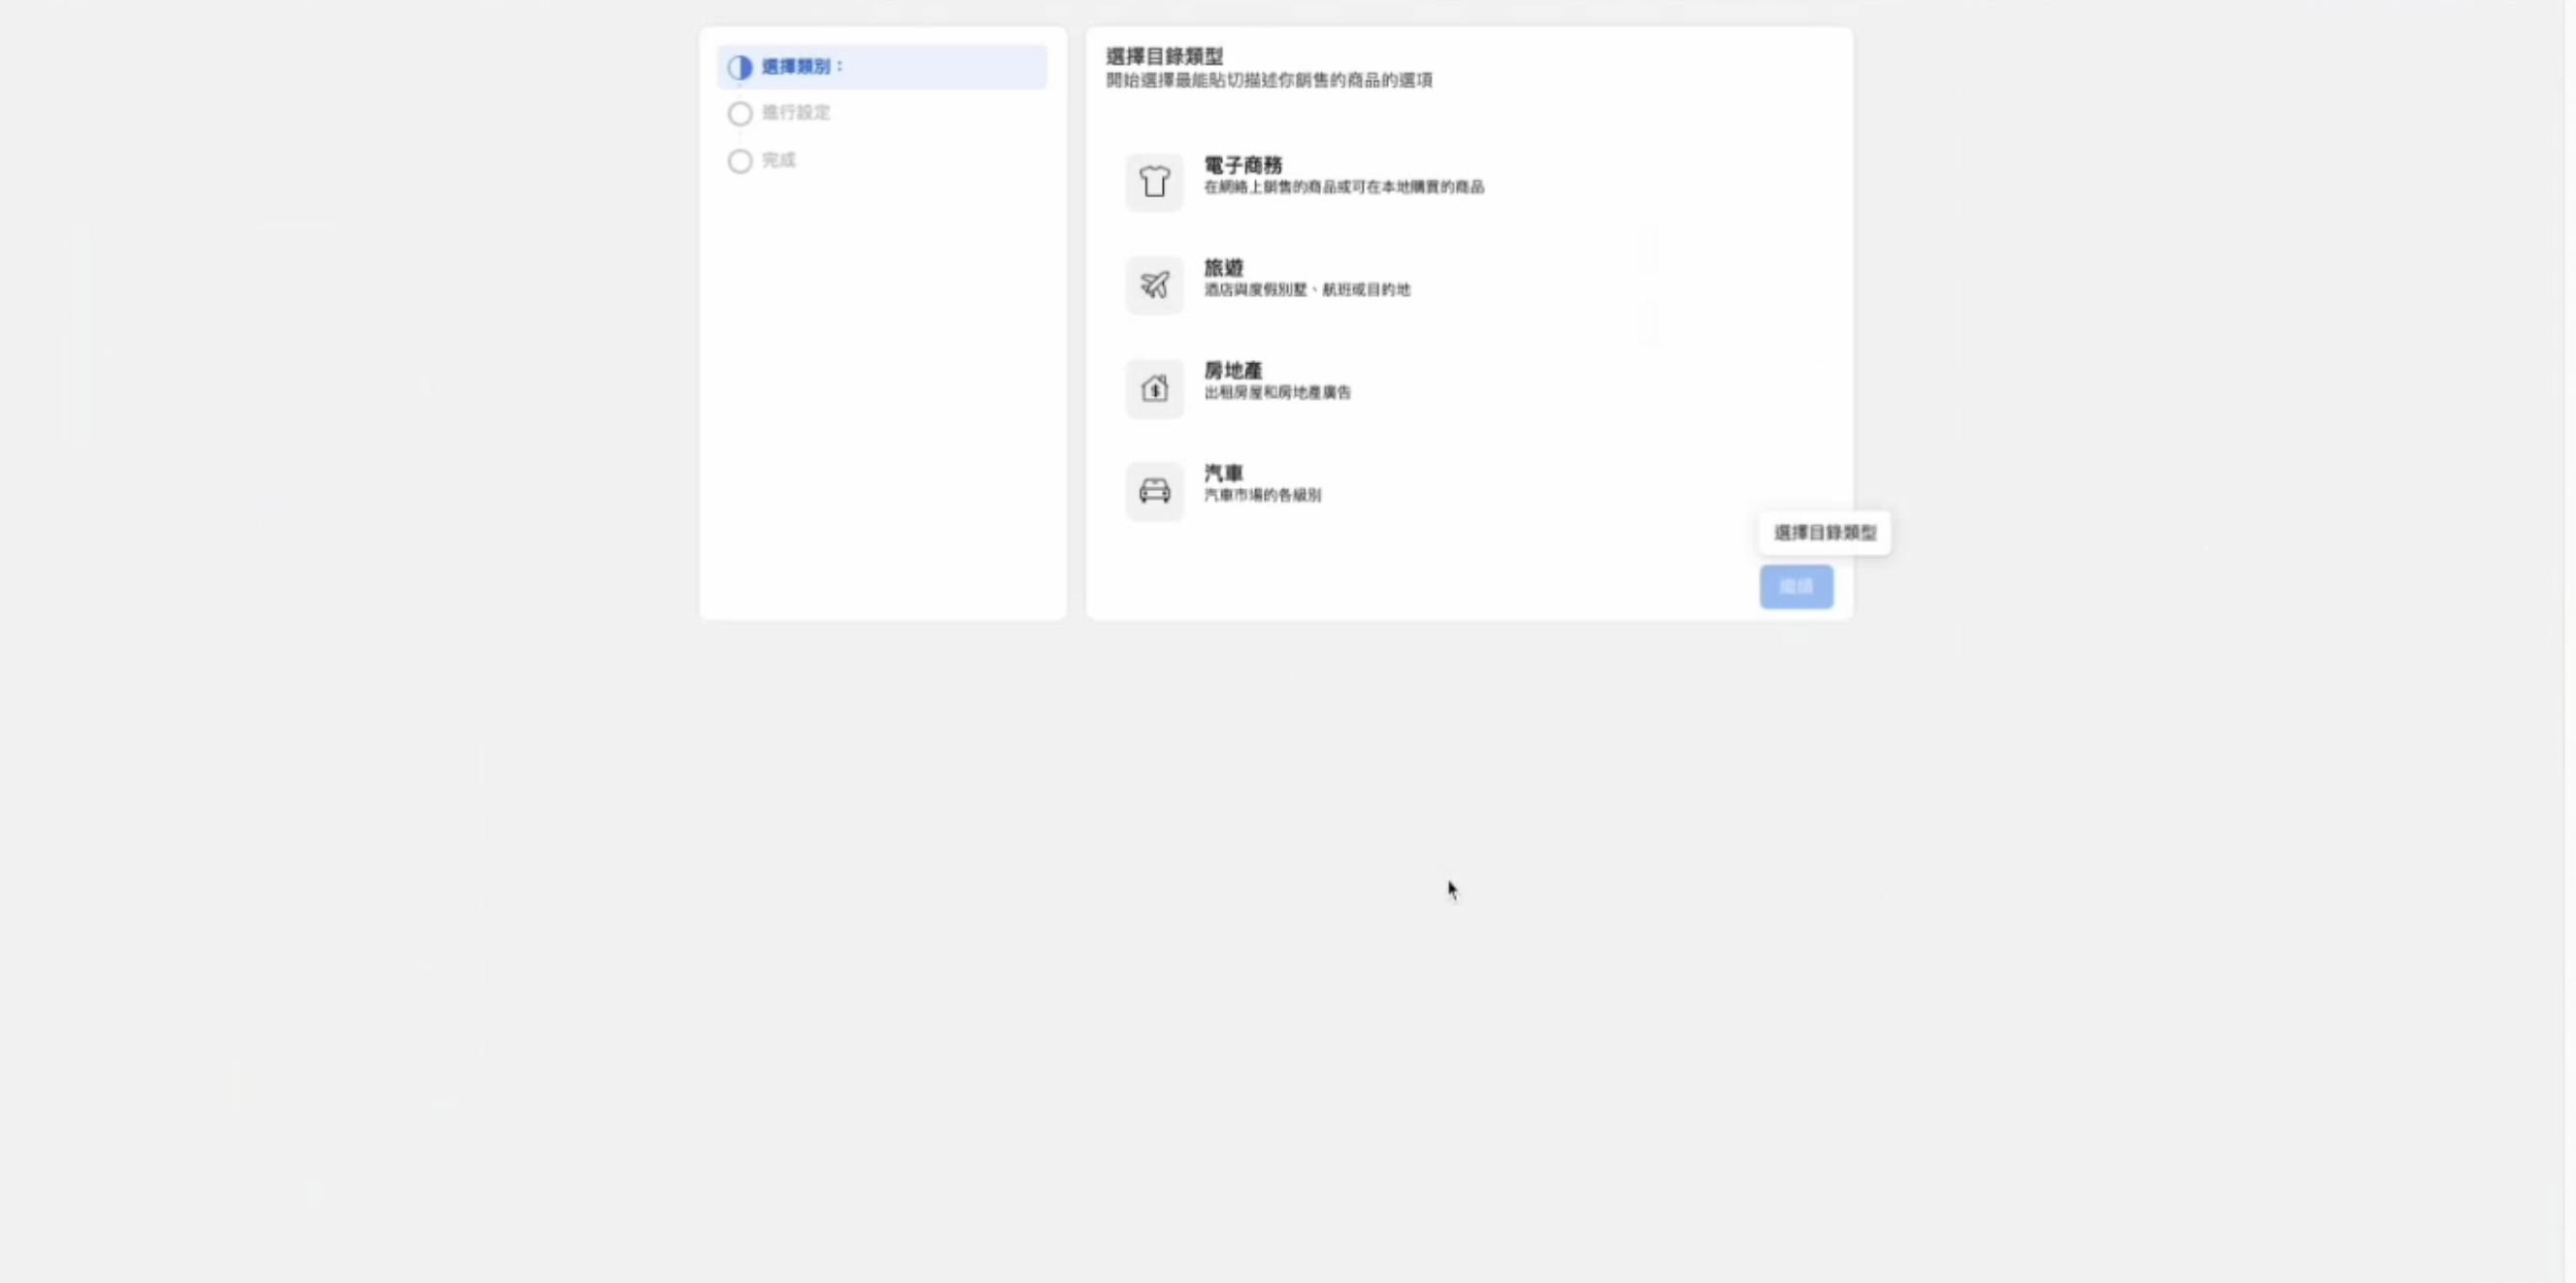 選擇類別：
進行設定
完成
選擇目錄類型
開始選擇最能貼切描述你銷售的商品的選項
電子商務
在網絡上銷售的商品或可在本地購買的商品
旅遊
酒店與度假別墅、航班或目的地
房地產
出租房屋和房地產廣告
汽車
汽車市場的各級別
選擇目錄類型
繼續